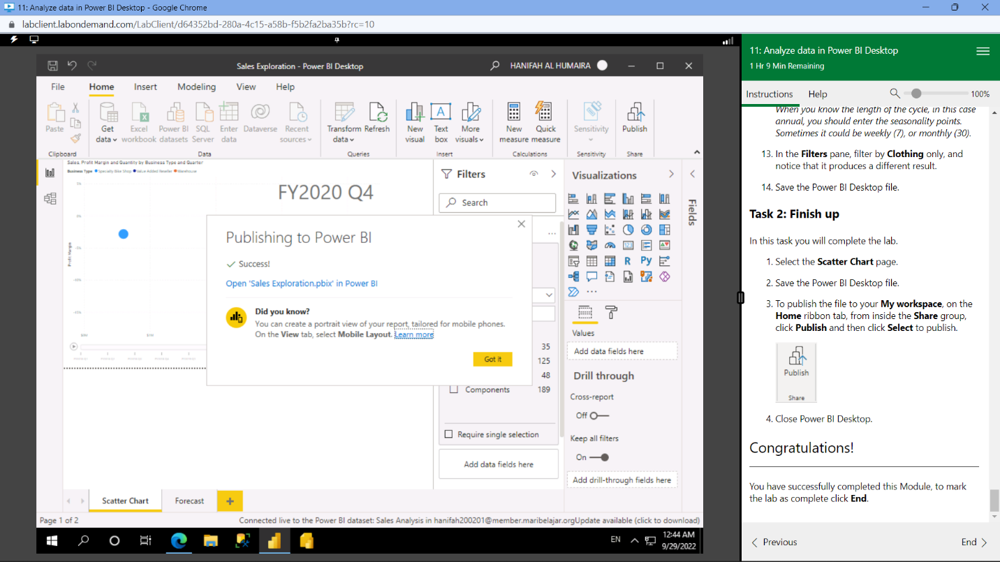 11: Analyze data in Power BI Desktop - Google Chrome
labclient.labondemand.com/LabClient/d64352bd-280a-4c15-a58b-f5b2fa2ba35b?rc=10
Sales Exploration - Power BI Desktop
HANIFAH AL HUMAIRA
File Home Insert Modeling View Help
Paste
Get data
Excel workbook
Power BI datasets
SQL Server
Enter data
Dataverse
Recent sources
Transform data
Refresh
New visual
Text box
More visuals
New measure
Quick measure
Sensitivity
Publish
Clipboard Data Queries Insert Calculations Sensitivity Share
Sales, Profit Margin and Quantity by Business Type and Quarter
Business Type Specialty Bike Shop Value Added Reseller Warehouse
FY2020 Q4
Profit Margin
Publishing to Power BI
Success!
Open 'Sales Exploration.pbix' in Power BI
Did you know?
You can create a portrait view of your report, tailored for mobile phones.
On the View tab, select Mobile Layout. Learn more
Got it
Filters
Search
35
125
48
Components 189
Require single selection
Add data fields here
Visualizations
R Py
Values
Add data fields here
Drill through
Cross-report
Off
Keep all filters
On
Add drill-through fields here
Fields
Scatter Chart Forecast
Page 1 of 2
Connected live to the Power BI dataset: Sales Analysis in hanifah200201@member.maribelajar.orgUpdate available (click to download)
EN
12:44 AM
9/29/2022
11: Analyze data in Power BI Desktop
1 Hr 9 Min Remaining
Instructions Help 100%
When you know the length of the cycle, in this case
annual, you should enter the seasonality points.
Sometimes it could be weekly (7), or monthly (30).
13. In the Filters pane, filter by Clothing only, and
notice that it produces a different result.
14. Save the Power BI Desktop file.
Task 2: Finish up
In this task you will complete the lab.
1. Select the Scatter Chart page.
2. Save the Power BI Desktop file.
3. To publish the file to your My workspace, on the
Home ribbon tab, from inside the Share group,
click Publish and then click Select to publish.
Publish
Share
4. Close Power BI Desktop.
Congratulations!
You have successfully completed this Module, to mark
the lab as complete click End.
Previous End